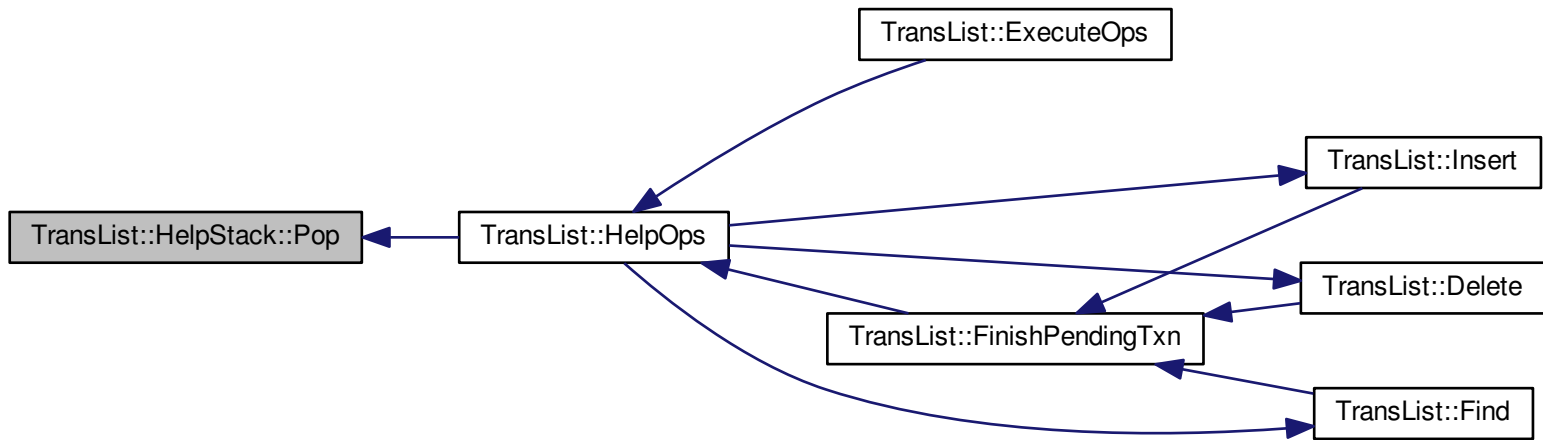 TransList::ExecuteOps
TransList::Insert
TransList::HelpStack::Pop
TransList::HelpOps
TransList::Delete
TransList::FinishPendingTxn
TransList::Find